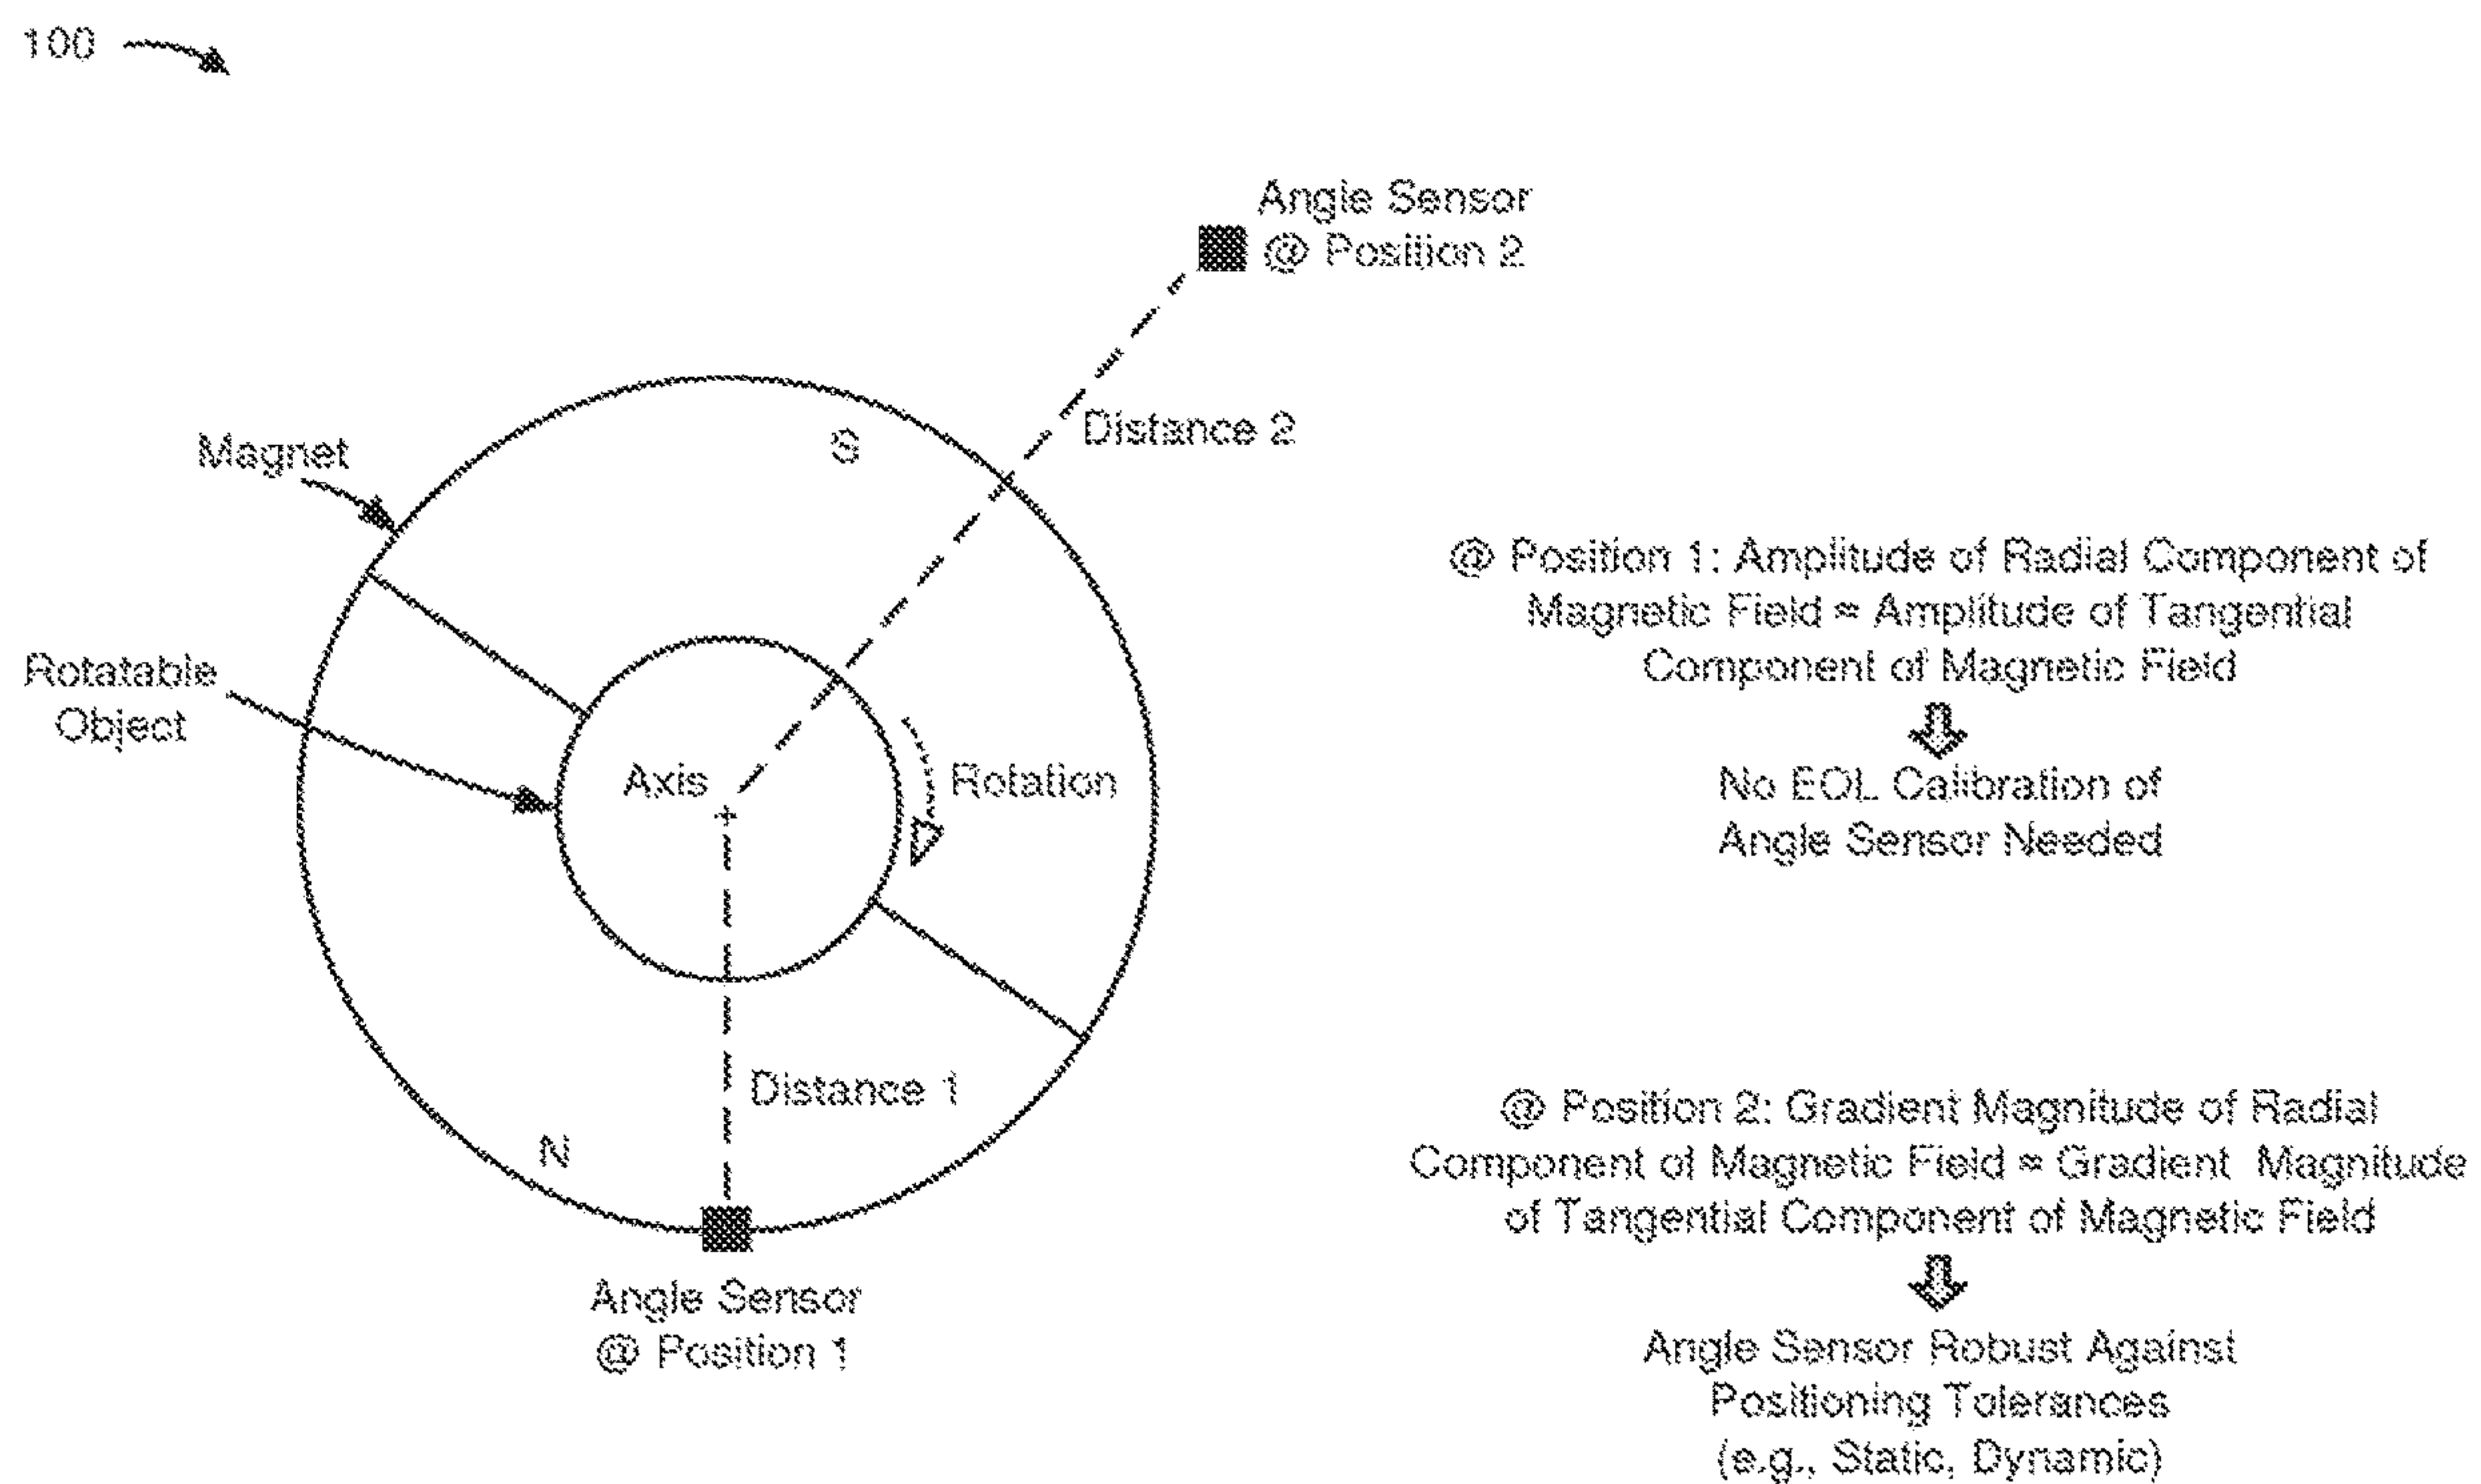 100
Angle Sensor
@ Position 2
Distance 2
S
Magnet
Rotatable
Object
Axis
Rotation
Distance 1
N
Angle Sensor
@ Position 1
@ Position 1: Amplitude of Radial Component of
Magnetic Field ≈ Amplitude of Tangential
Component of Magnetic Field
No EOL Calibration of
Angle Sensor Needed
@ Position 2: Gradient Magnitude of Radial
Component of Magnetic Field ≈ Gradient Magnitude
of Tangential Component of Magnetic Field
Angle Sensor Robust Against
Positioning Tolerances
(e.g., Static, Dynamic)